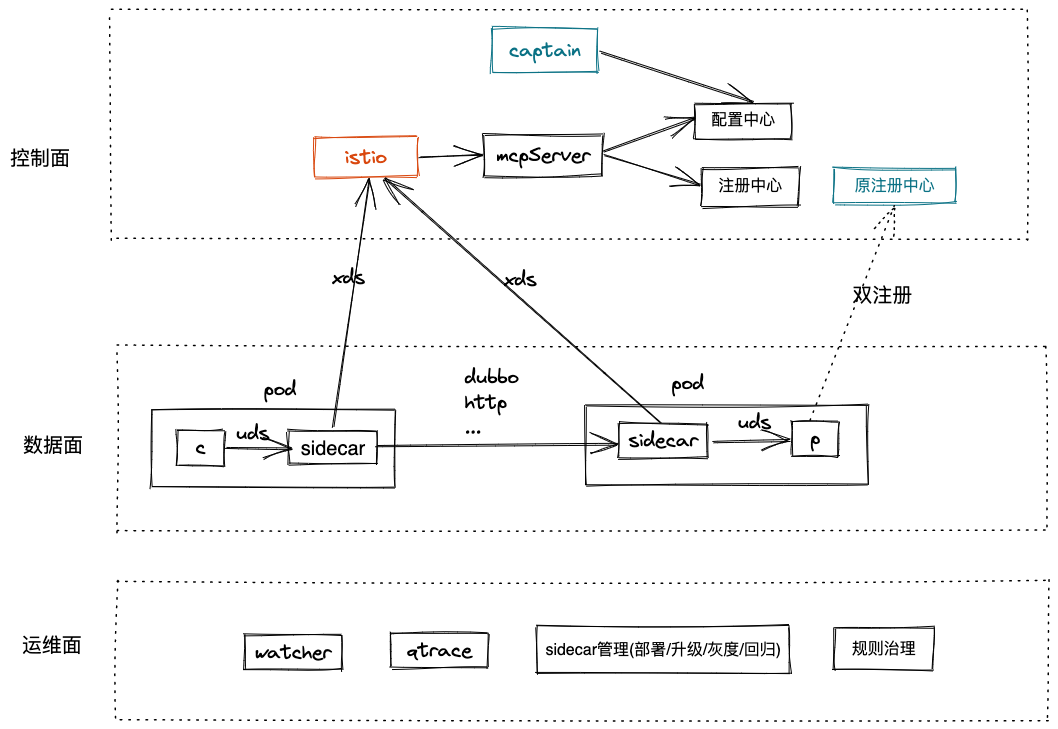 captain
配置中心
控制面
istio
mcpServer
注册中心
原注册中心
xds
xds
双注册
pod
dubbo
http
...
pod
数据面
c
uds
sidecar
sidecar
uds
p
运维面
watcher
qtrace
sidecar管理(部署/升级/灰度/回归)
规则治理